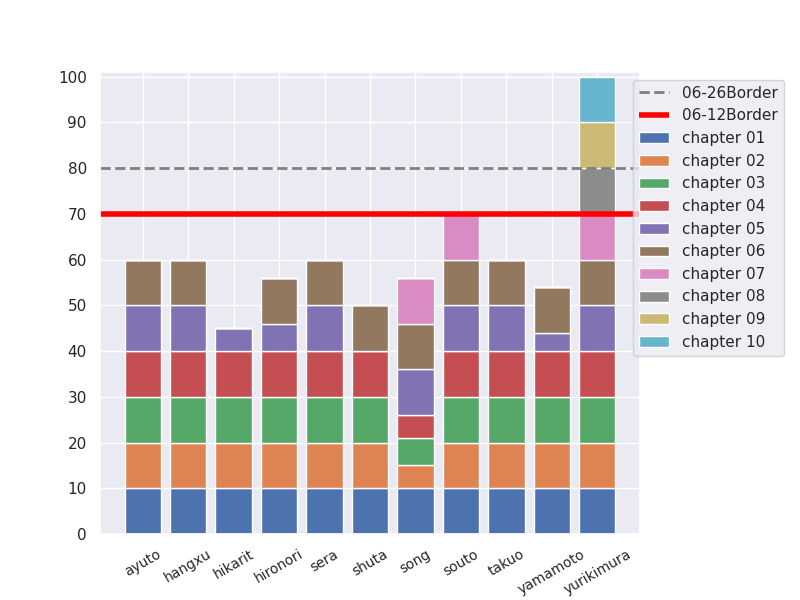 100
90
80
70
60
50
40
30
20
10
0
ayuto
hangxu
hikarit
hironori
sera
shuta
song
souto
takuo
yamamoto
yurikimura
06-26Border
06-12Border
chapter 01
chapter 02
chapter 03
chapter 04
chapter 05
chapter 06
chapter 07
chapter 08
chapter 09
chapter 10